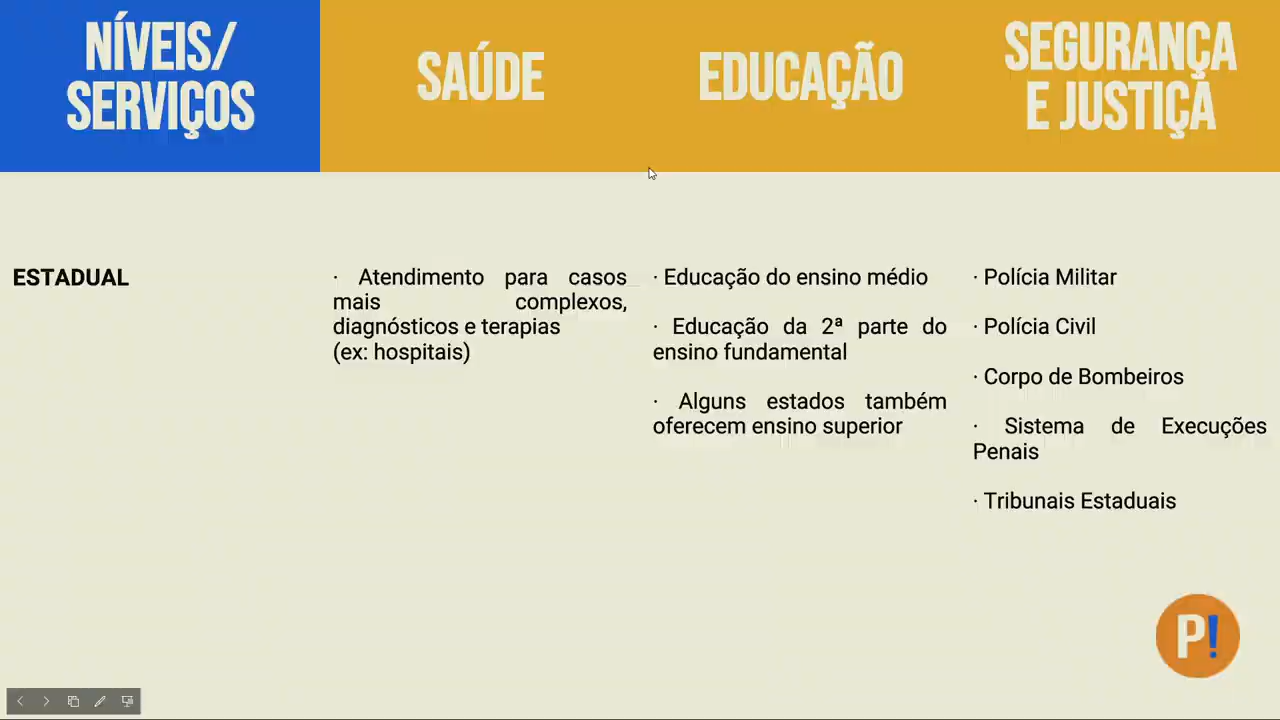 NÍVEIS/
SERVIÇOS
SAÚDE
EDUCAÇÃO
SEGURANÇA
E JUSTIÇA
ESTADUAL
· Atendimento para casos
mais complexos,
diagnósticos e terapias
(ex: hospitais)
· Educação do ensino médio
· Educação da 2ª parte do
ensino fundamental
· Alguns estados também
oferecem ensino superior
· Polícia Militar
· Polícia Civil
· Corpo de Bombeiros
· Sistema de Execuções
Penais
· Tribunais Estaduais
P!